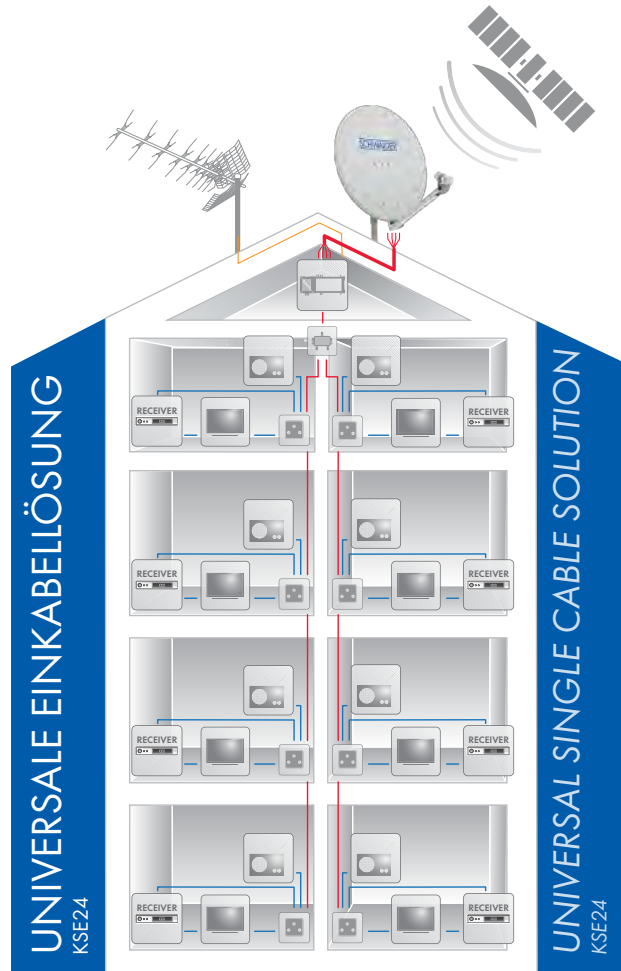 SCHWAIGER
UNIVERSALE EINKABELLÖSUNG
KSE24
UNIVERSAL SINGLE CABLE SOLUTION
KSE24
RECEIVER
RECEIVER
RECEIVER
RECEIVER
RECEIVER
RECEIVER
RECEIVER
RECEIVER